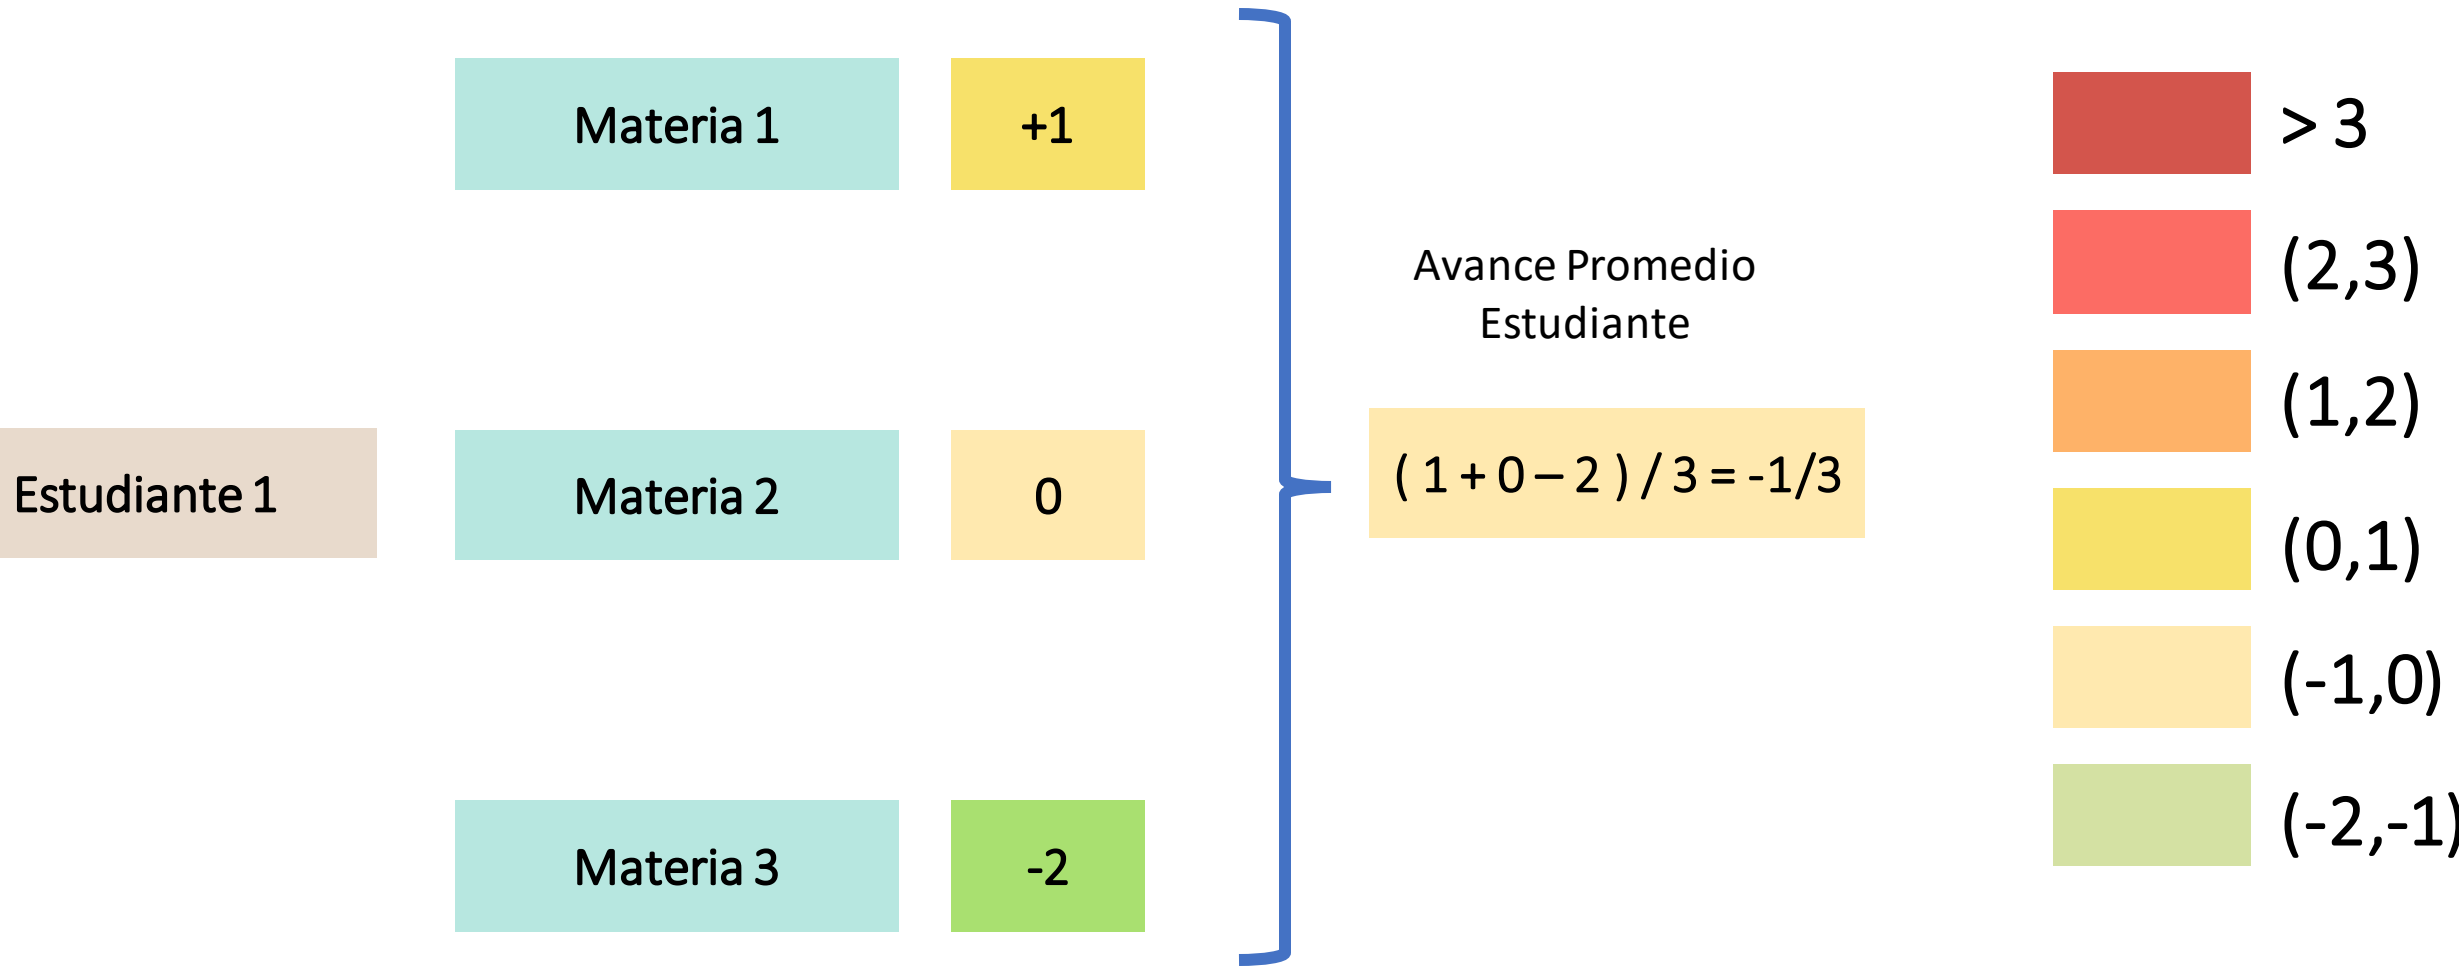 Estudiante 1
Materia 1
+1
Materia 2
0
Materia 3
-2
Avance Promedio
Estudiante
( 1 + 0 – 2 ) / 3 = -1/3
> 3
(2,3)
(1,2)
(0,1)
(-1,0)
(-2,-1)